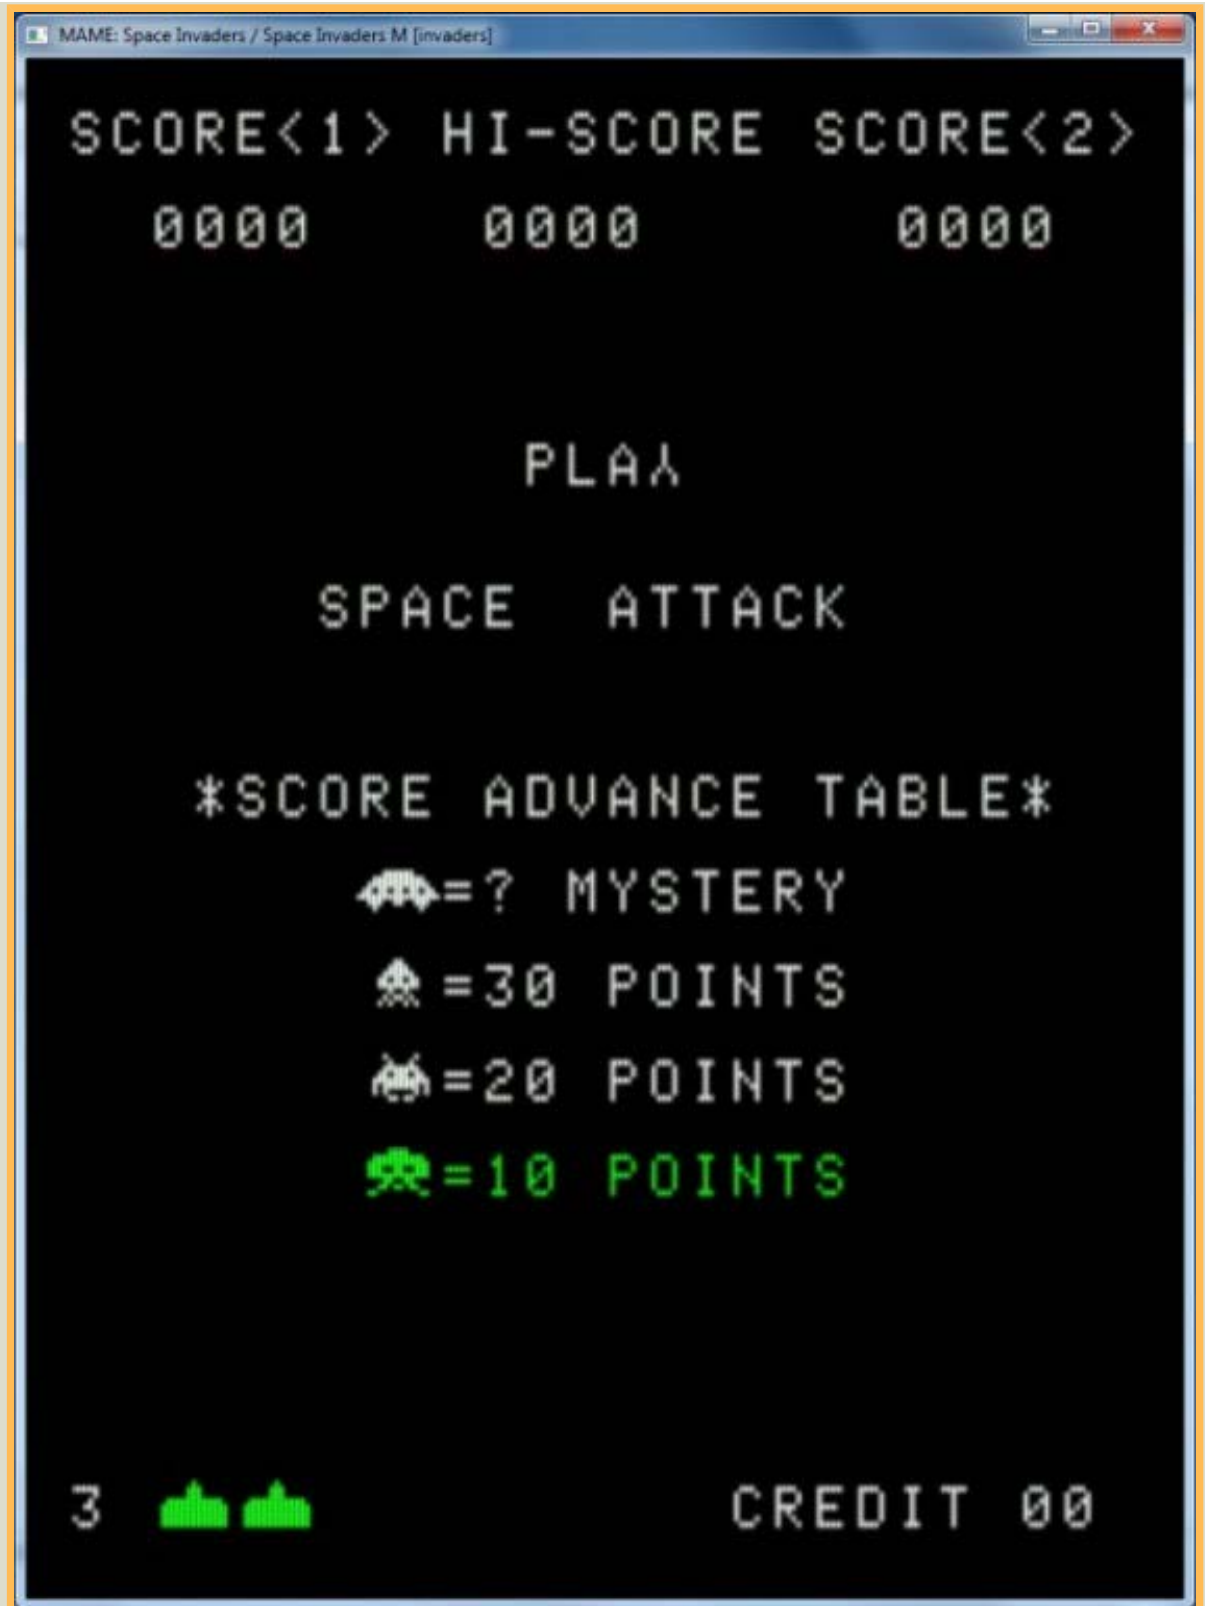 MAME: Space Invaders / Space Invaders M [invaders]
SCORE<1> HI-SCORE SCORE<2>
0000 0000 0000
PLA⅄
SPACE ATTACK
*SCORE ADVANCE TABLE*
=? MYSTERY
=30 POINTS
=20 POINTS
=10 POINTS
3 CREDIT 00